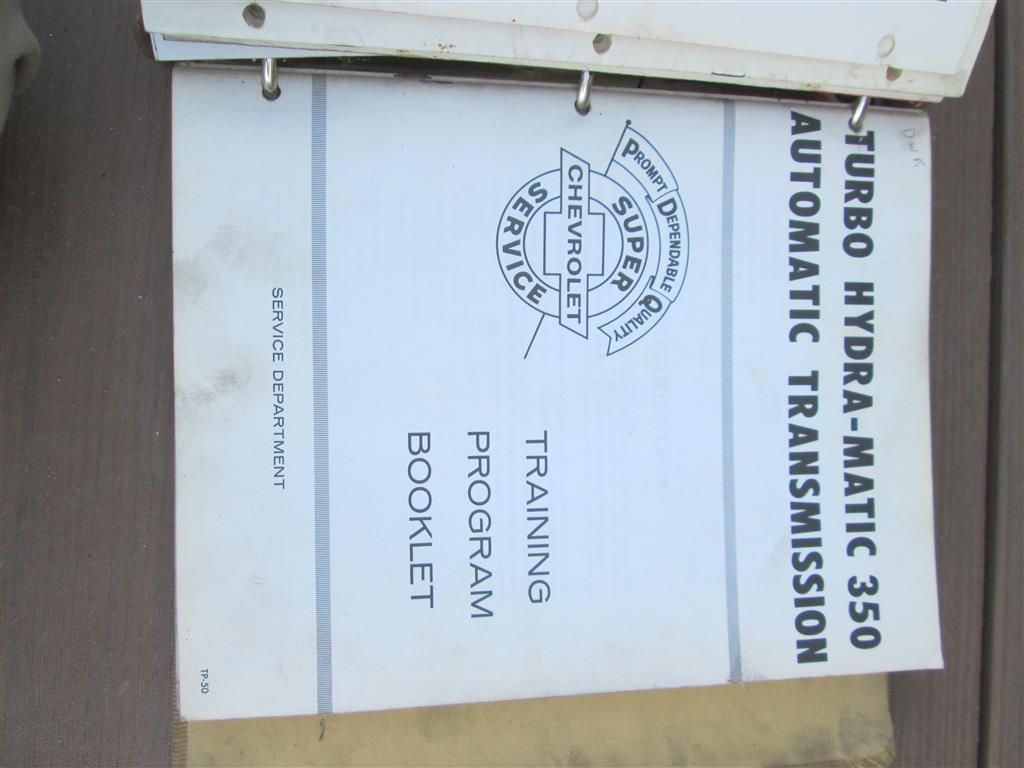 TURBO HYDRA-MATIC 350
AUTOMATIC TRANSMISSION
PROMPT DEPENDABLE QUALITY
SUPER
CHEVROLET
SERVICE
TRAINING
PROGRAM
BOOKLET
SERVICE DEPARTMENT
TP-50